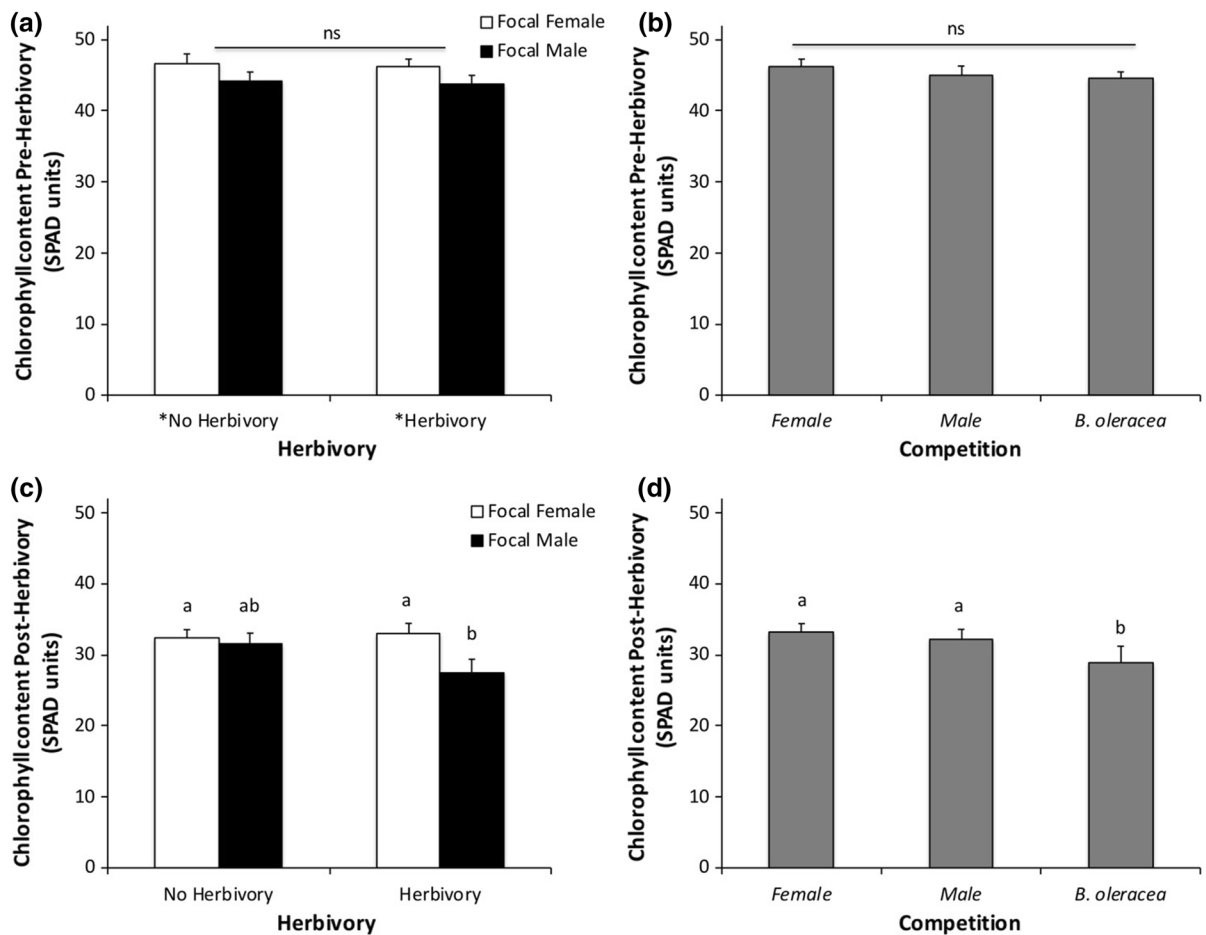 (a)
Chlorophyll content Pre-Herbivory
(SPAD units)
50
40
30
20
10
0
ns
Focal Female
Focal Male
*No Herbivory
*Herbivory
Herbivory
(b)
Chlorophyll content Pre-Herbivory
(SPAD units)
50
40
30
20
10
0
ns
Female
Male
B. oleracea
Competition
(c)
Chlorophyll content Post-Herbivory
(SPAD units)
50
40
30
20
10
0
Focal Female
Focal Male
a
ab
a
b
No Herbivory
Herbivory
Herbivory
(d)
Chlorophyll content Post-Herbivory
(SPAD units)
50
40
30
20
10
0
a
a
b
Female
Male
B. oleracea
Competition